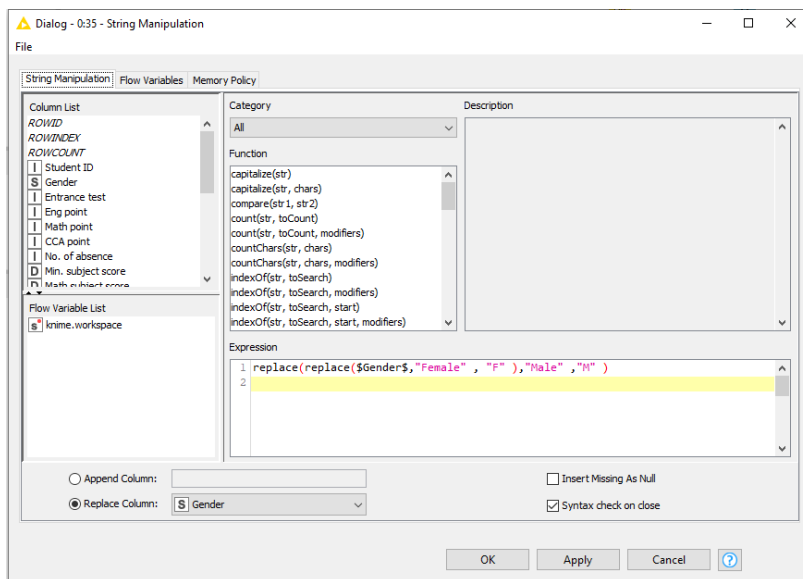 Dialog - 0:35 - String Manipulation
File
String Manipulation Flow Variables Memory Policy
Column List
ROWID
ROWINDEX
ROWCOUNT
I Student ID
S Gender
I Entrance test
I Eng point
I Math point
I CCA point
I No. of absence
D Min. subject score
D Math subject score
Flow Variable List
s knime.workspace
Category
All
Function
capitalize(str)
capitalize(str, chars)
compare(str1, str2)
count(str, toCount)
count(str, toCount, modifiers)
countChars(str, chars)
countChars(str, chars, modifiers)
indexOf(str, toSearch)
indexOf(str, toSearch, modifiers)
indexOf(str, toSearch, start)
indexOf(str, toSearch, start, modifiers)
Description
Expression
1 replace(replace($Gender$,"Female" , "F" ),"Male" ,"M" )
2
Append Column:
Replace Column: S Gender
Insert Missing As Null
Syntax check on close
OK Apply Cancel ?